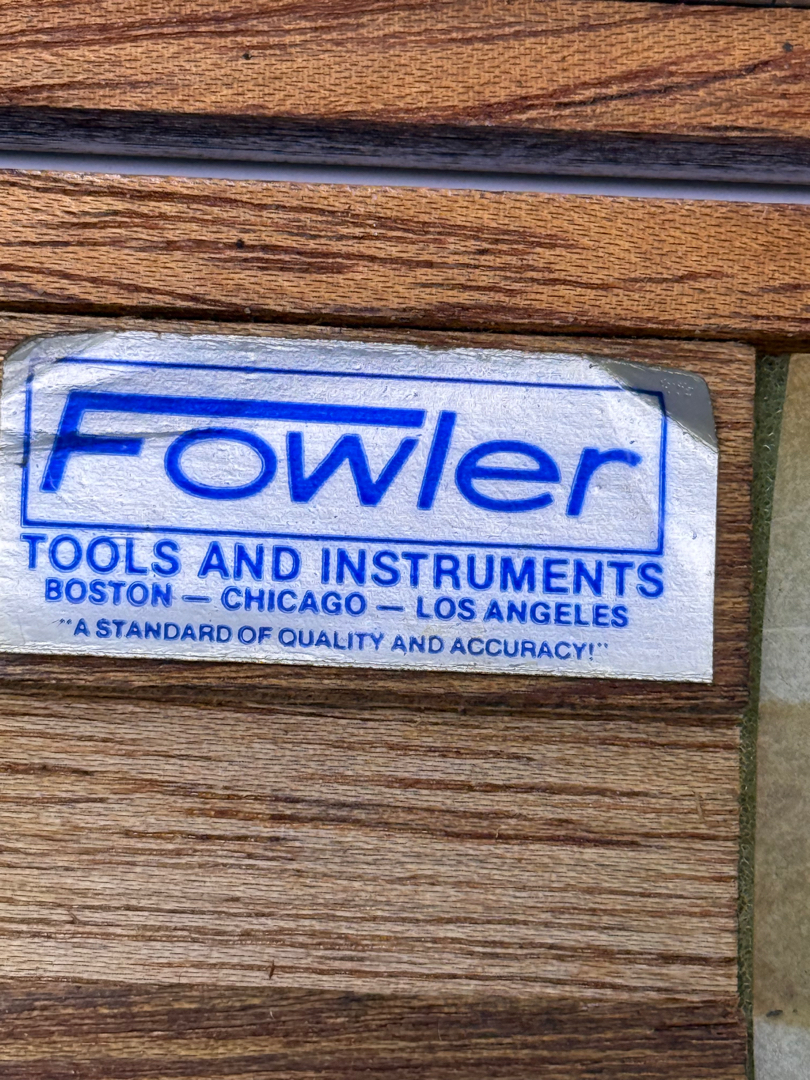 Fowler
TOOLS AND INSTRUMENTS
BOSTON — CHICAGO — LOS ANGELES
"A STANDARD OF QUALITY AND ACCURACY!"